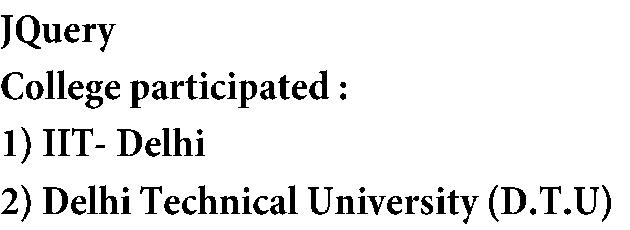 JQuery
College participated :
1) IIT- Delhi
2) Delhi Technical University (D.T.U)